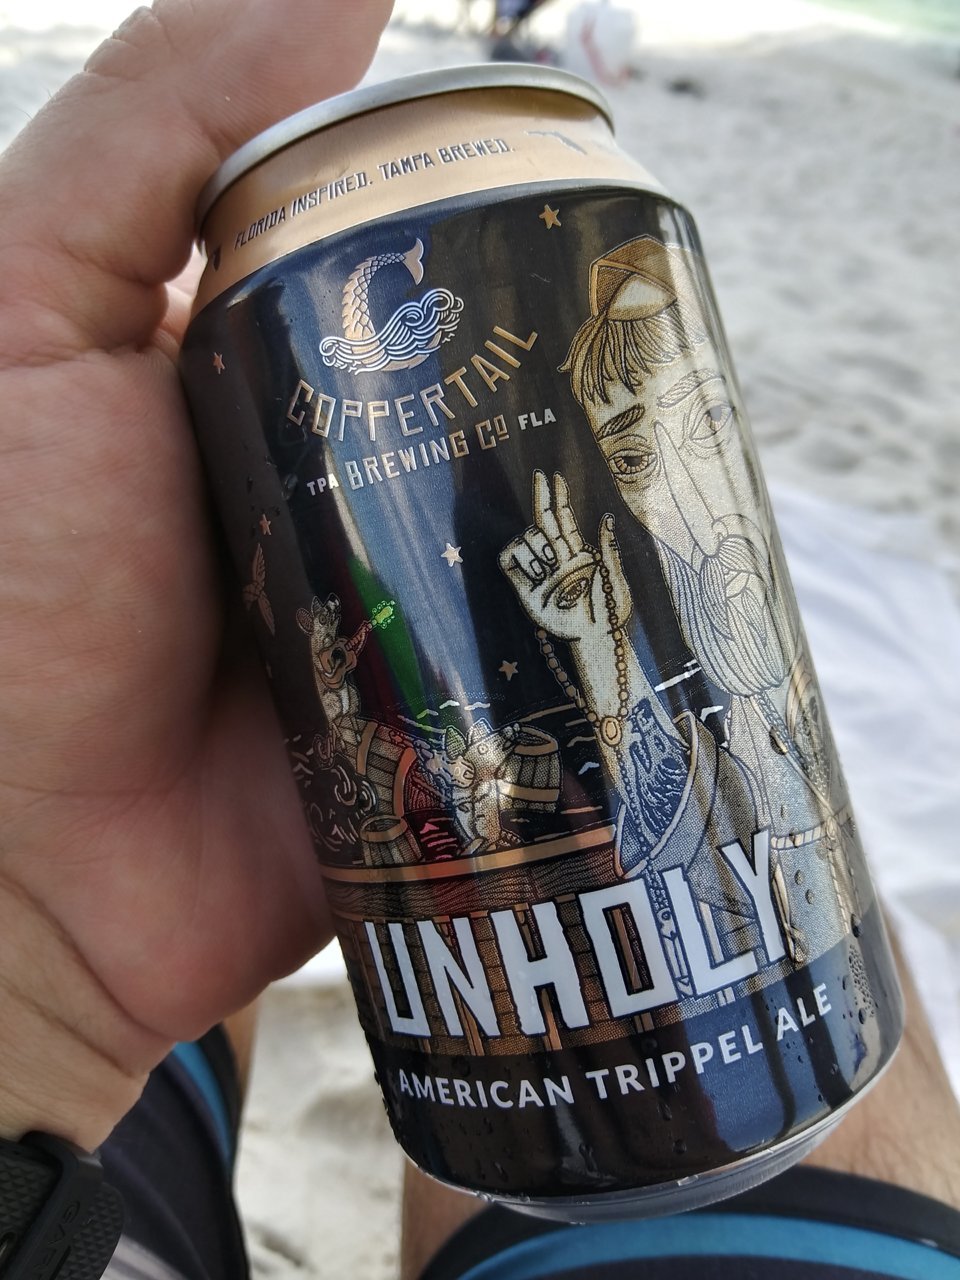 FLORIDA INSPIRED. TAMPA BREWED.
COPPERTAIL
TPA BREWING CO FLA
UNHOLY
AMERICAN TRIPPEL ALE